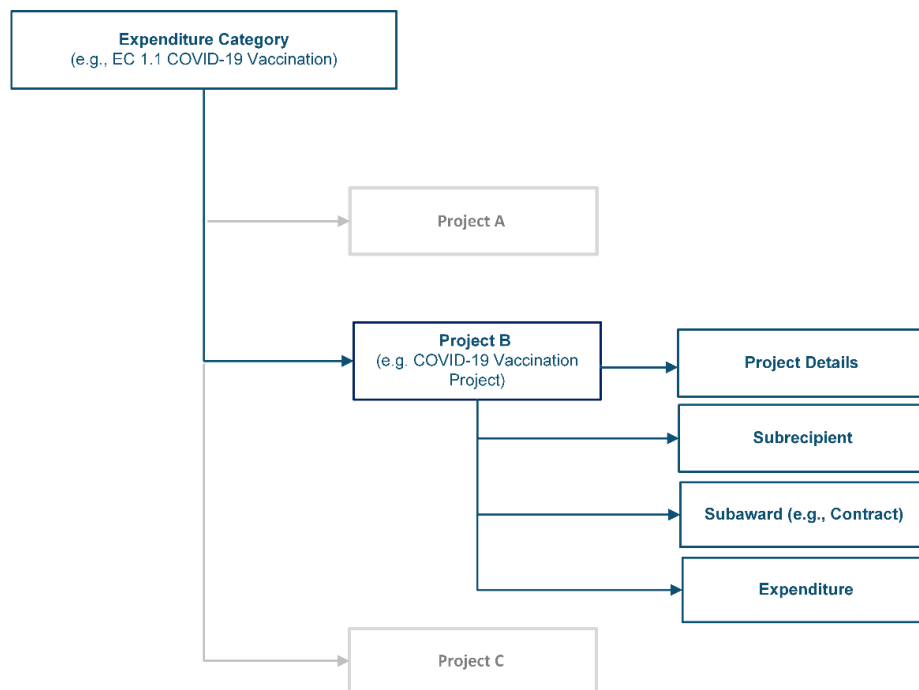 Expenditure Category
(e.g., EC 1.1 COVID-19 Vaccination)
Project A
Project B
(e.g. COVID-19 Vaccination
Project)
Project Details
Subrecipient
Subaward (e.g., Contract)
Expenditure
Project C